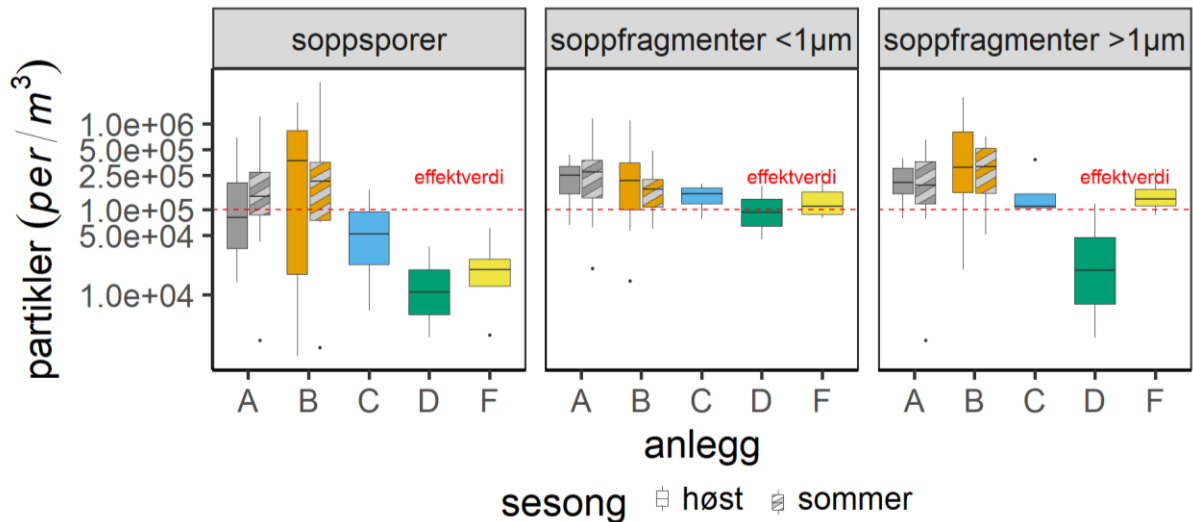 soppsporer soppfragmenter <1µm soppfragmenter >1µm
partikler (per / m³)
1.0e+06
5.0e+05
2.5e+05
1.0e+05
5.0e+04
1.0e+04
effektverdi effektverdi effektverdi
A B C D F A B C D F A B C D F
anlegg
sesong høst sommer